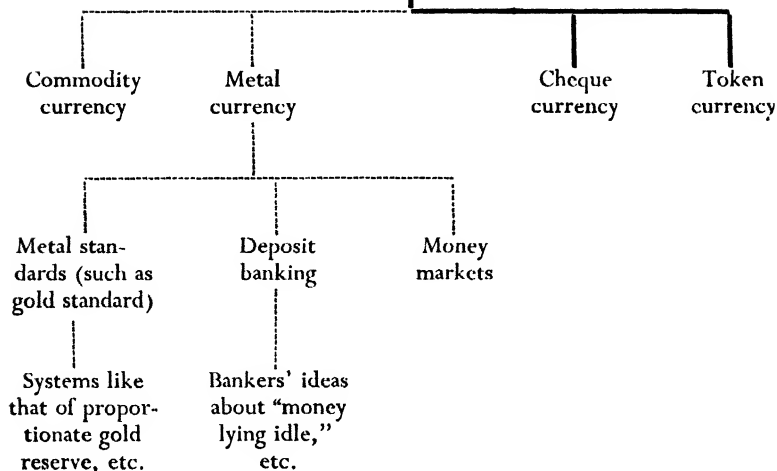 Commodity
currency
Metal
currency
Cheque
currency
Token
currency
Metal stan-
dards (such as
gold standard)
Deposit
banking
Money
markets
Systems like
that of propor-
tionate gold
reserve, etc.
Bankers' ideas
about “money
lying idle,”
etc.